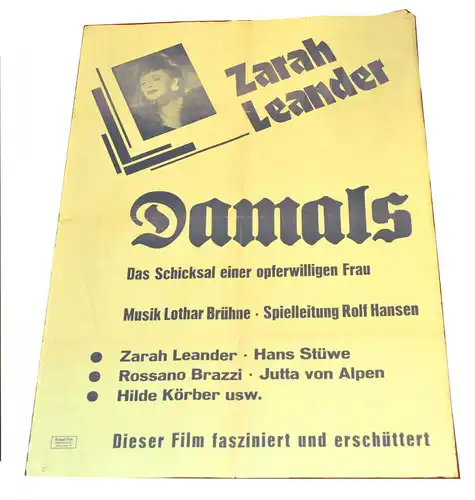 Zarah
Leander
Damals
Das Schicksal einer opferwilligen Frau
Musik Lothar Brühne · Spielleitung Rolf Hansen
● Zarah Leander · Hans Stüwe
● Rossano Brazzi · Jutta von Alpen
● Hilde Körber usw.
Dieser Film fasziniert und erschüttert